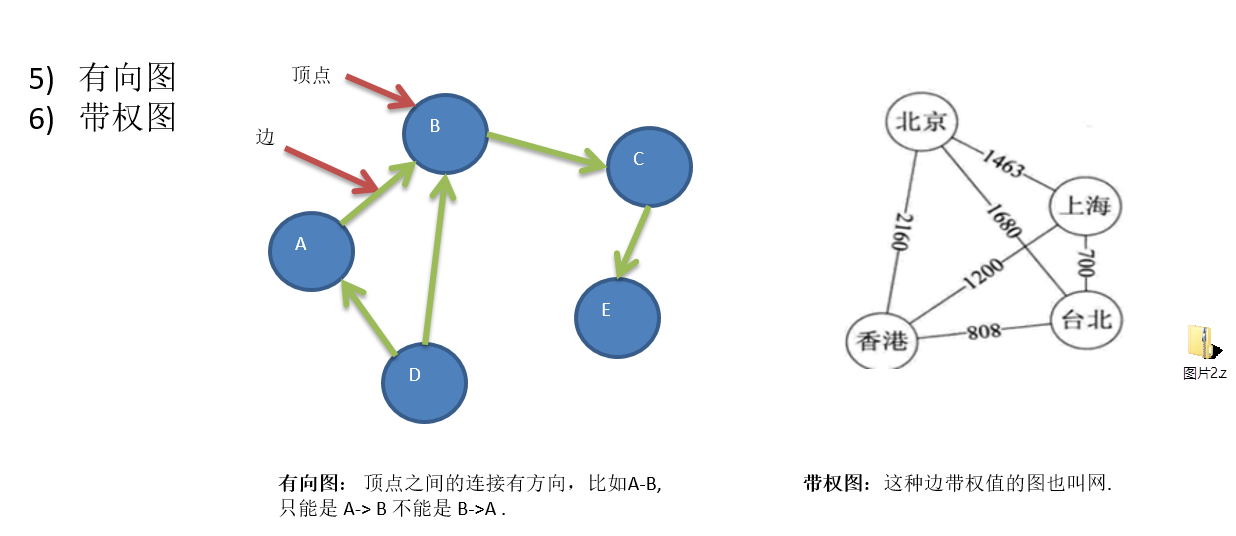 5) 有向图
6) 带权图
顶点
边
B
C
A
E
D
北京
1463
上海
2160
1680
700
1200
台北
香港
808
图片2.z
有向图： 顶点之间的连接有方向，比如A-B,
只能是 A-> B 不能是 B->A .
带权图：这种边带权值的图也叫网.